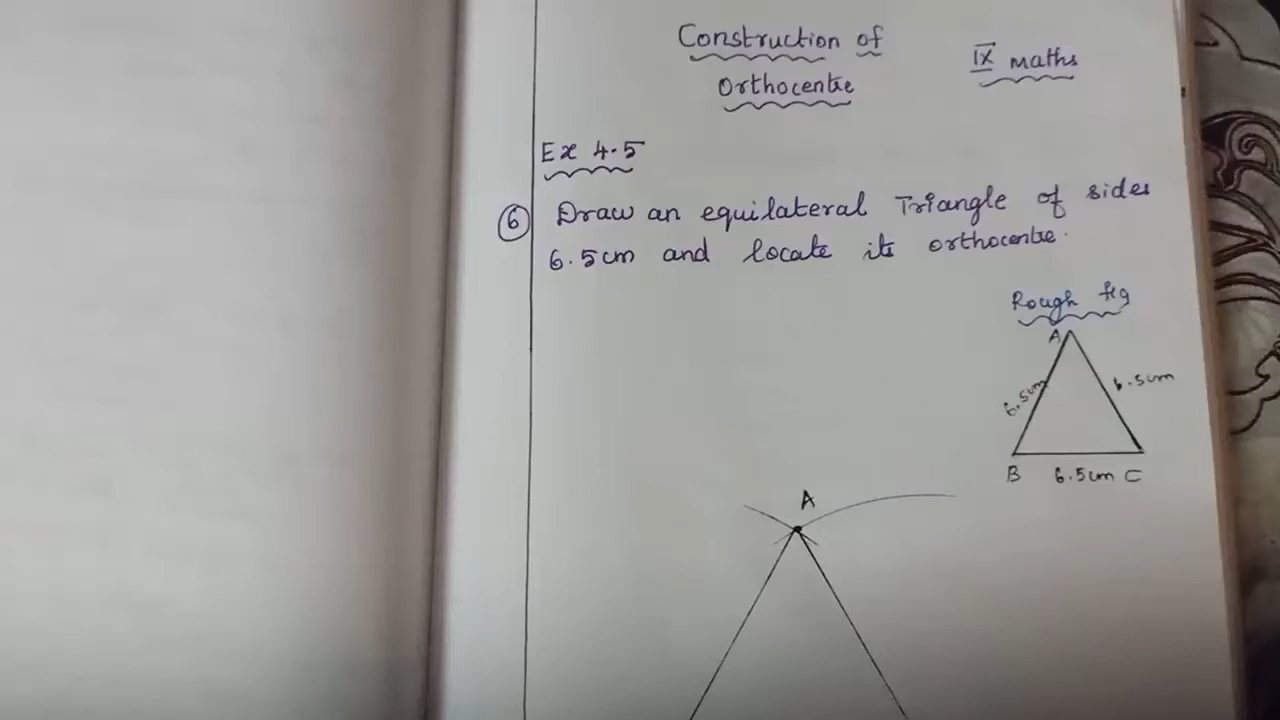 Construction of
Orthocentre
IX maths
Ex 4.5
6 Draw an equilateral Triangle of sides
6.5cm and locate its orthocentre.
Rough fig
A
6.5cm
6.5cm
B 6.5cm C
A